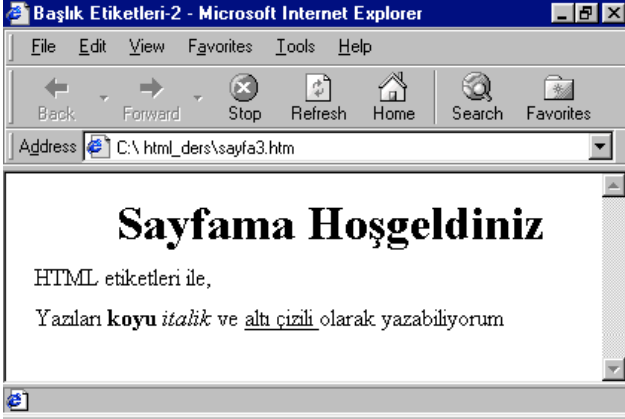 Başlık Etiketleri-2 - Microsoft Internet Explorer
File Edit View Favorites Tools Help
Back Forward Stop Refresh Home Search Favorites
Address C:\ html_ders\sayfa3.htm
Sayfama Hoşgeldiniz
HTML etiketleri ile,
Yazıları koyu italik ve altı çizili olarak yazabiliyorum